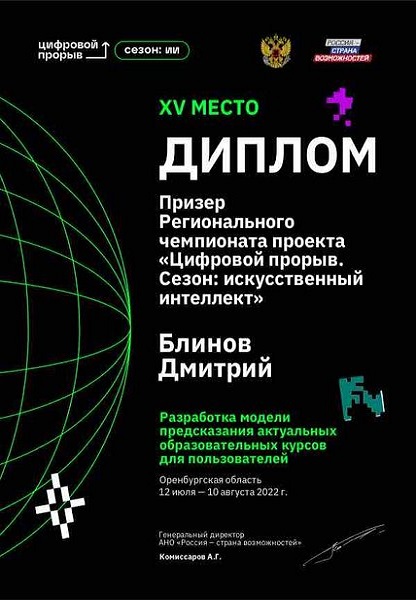 цифровой
прорыв
сезон: ии
РОССИЯ –
СТРАНА
ВОЗМОЖНОСТЕЙ
XV МЕСТО
ДИПЛОМ
Призер
Регионального
чемпионата проекта
«Цифровой прорыв.
Сезон: искусственный
интеллект»
Блинов
Дмитрий
Разработка модели
предсказания актуальных
образовательных курсов
для пользователей
Оренбургская область
12 июля — 10 августа 2022 г.
Генеральный директор
АНО «Россия – страна возможностей»
Комиссаров А.Г.